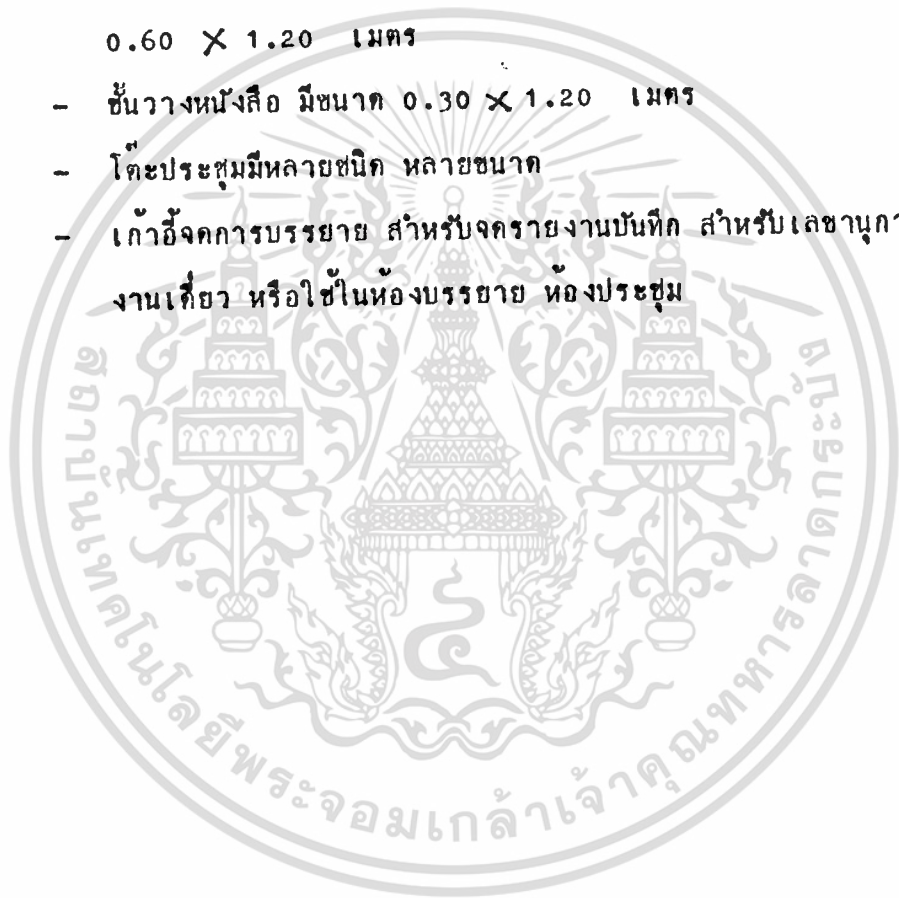 0.60 × 1.20 เมตร
- ชั้นวางหนังสือ มีขนาด 0.30 × 1.20 เมตร
- โต๊ะประชุมมีหลายชนิด หลายขนาด
- เก้าอี้จดการบรรยาย สำหรับจดรายงานบันทึก สำหรับเลขานุกา
งานเดี่ยว หรือใช้ในห้องบรรยาย ห้องประชุม
สถาบันเทคโนโลยีพระจอมเกล้าเจ้าคุณทหารลาดกระบัง